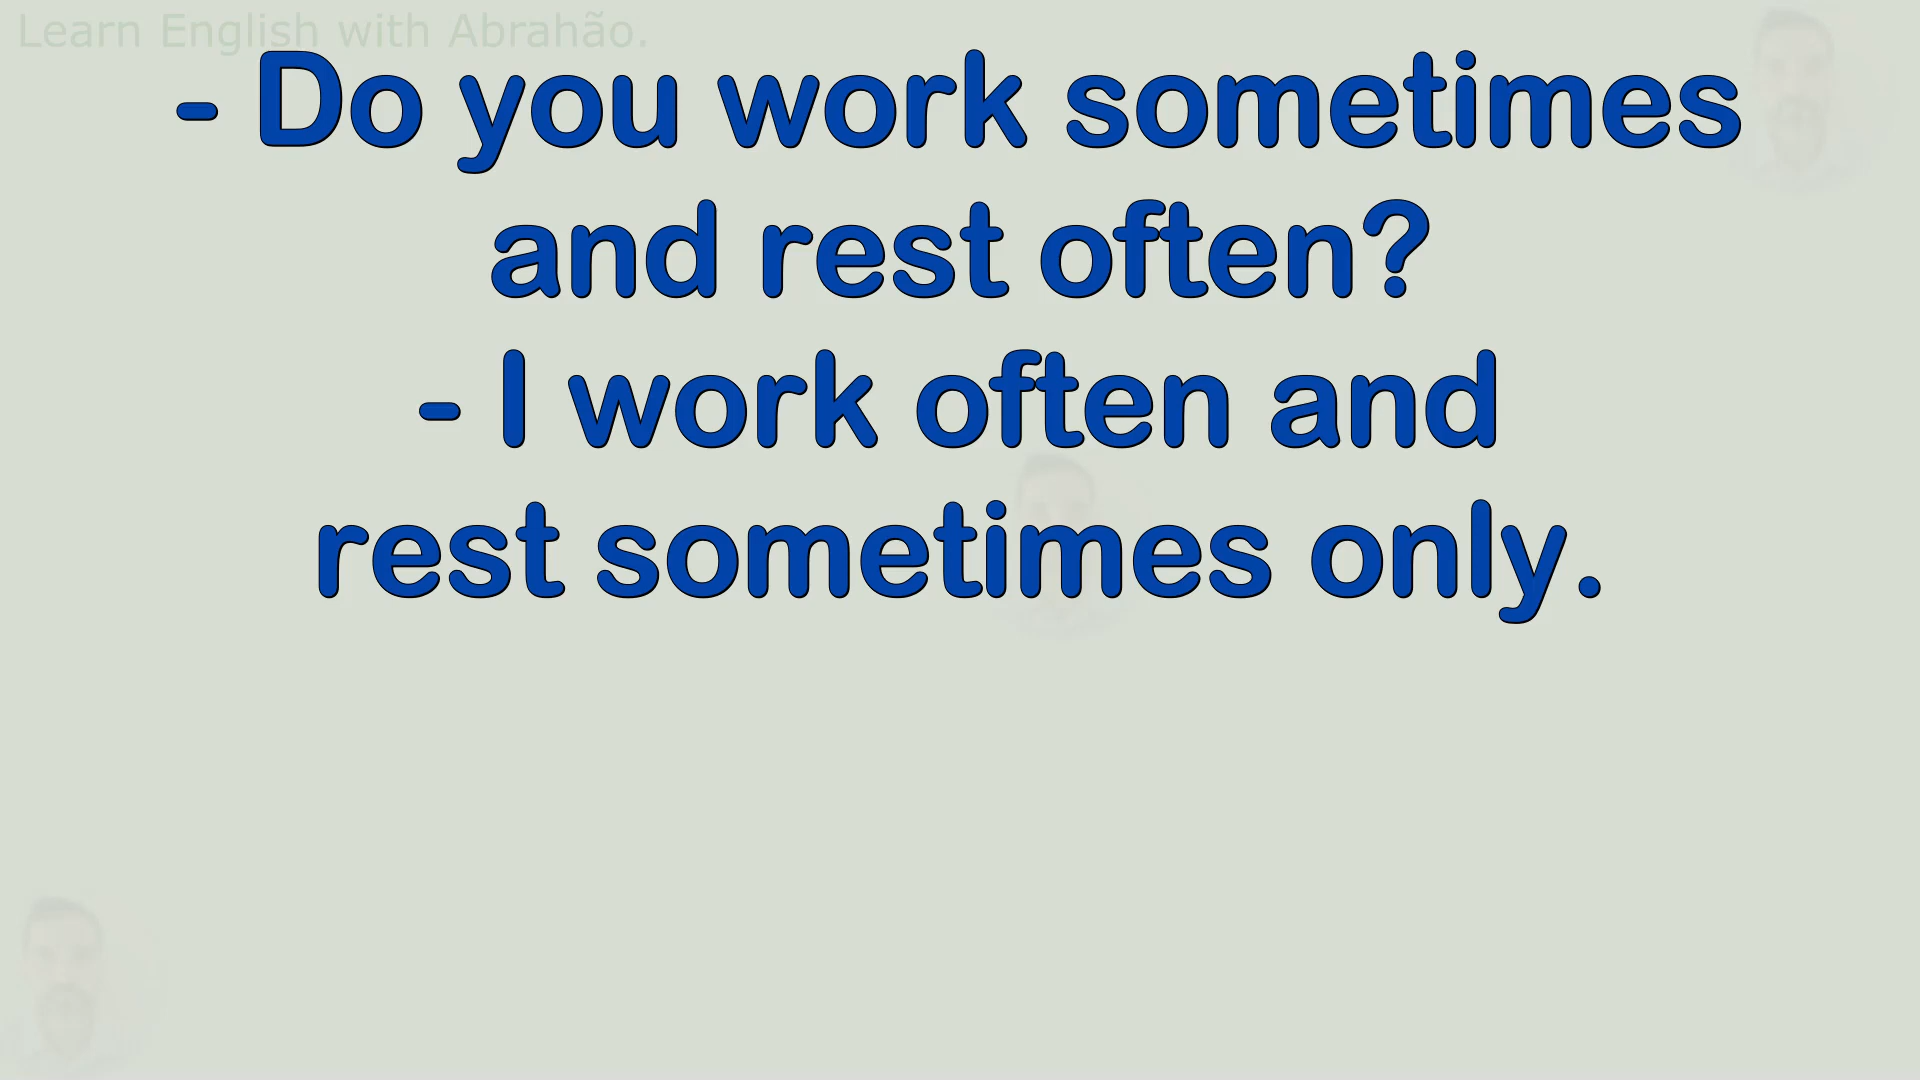 Learn English with Abrahão.
- Do you work sometimes
and rest often?
- I work often and
rest sometimes only.